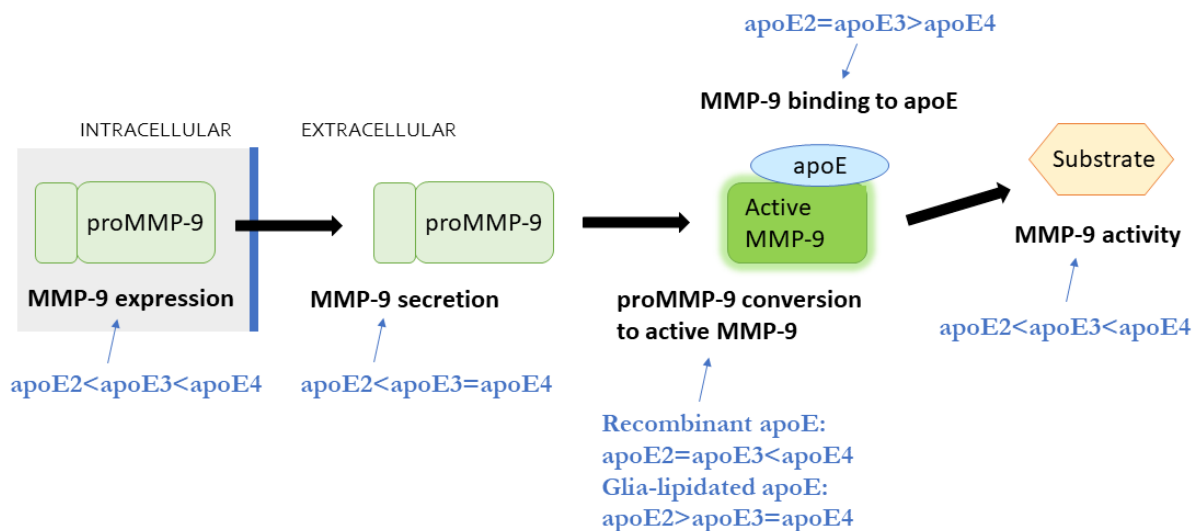 apoE2=apoE3>apoE4
MMP-9 binding to apoE
INTRACELLULAR
EXTRACELLULAR
proMMP-9
proMMP-9
apoE
Active
MMP-9
Substrate
MMP-9 expression
MMP-9 secretion
proMMP-9 conversion
to active MMP-9
MMP-9 activity
apoE2<apoE3<apoE4
apoE2<apoE3=apoE4
Recombinant apoE:
apoE2=apoE3<apoE4
Glia-lipidated apoE:
apoE2>apoE3=apoE4
apoE2<apoE3<apoE4